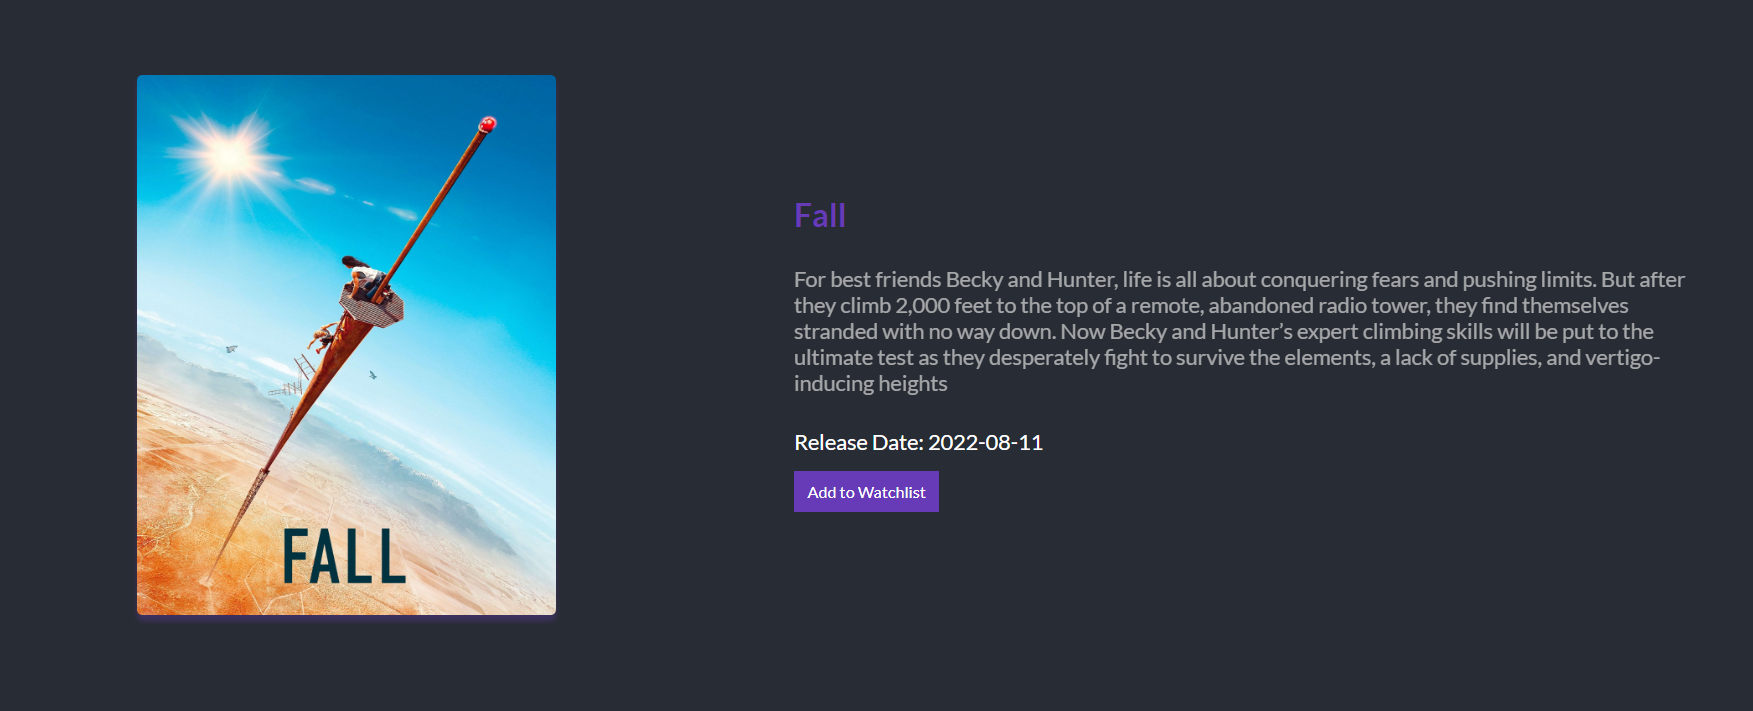 FALL
Fall
For best friends Becky and Hunter, life is all about conquering fears and pushing limits. But after
they climb 2,000 feet to the top of a remote, abandoned radio tower, they find themselves
stranded with no way down. Now Becky and Hunter’s expert climbing skills will be put to the
ultimate test as they desperately fight to survive the elements, a lack of supplies, and vertigo-
inducing heights
Release Date: 2022-08-11
Add to Watchlist